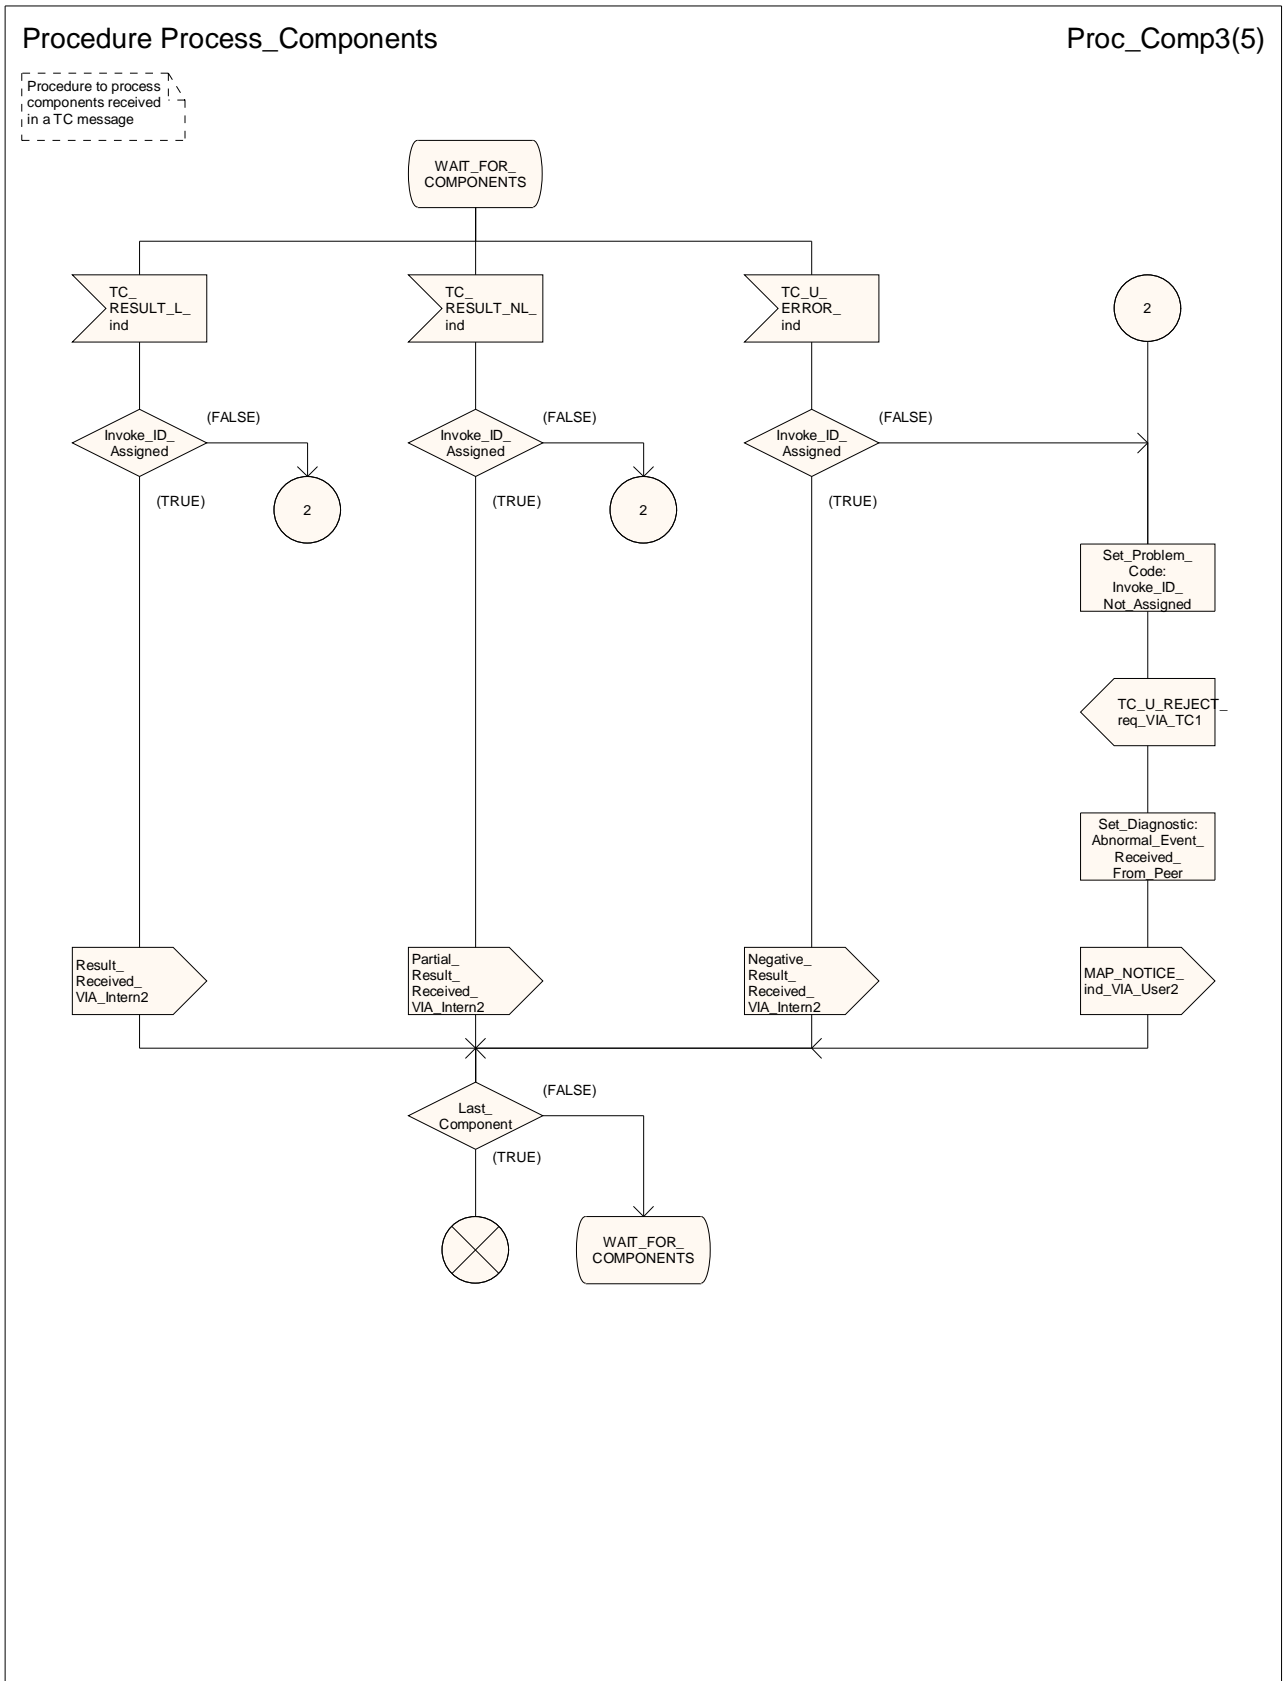 Procedure Process_Components
Proc_Comp3(5)
Procedure to process
components received
in a TC message
WAIT_FOR_
COMPONENTS
TC_
RESULT_L_
ind
TC_
RESULT_NL_
ind
TC_U_
ERROR_
ind
2
Invoke_ID_
Assigned
(FALSE)
(TRUE)
2
Invoke_ID_
Assigned
(FALSE)
(TRUE)
2
Invoke_ID_
Assigned
(FALSE)
(TRUE)
Set_Problem_
Code:
Invoke_ID_
Not_Assigned
TC_U_REJECT_
req_VIA_TC1
Set_Diagnostic:
Abnormal_Event_
Received_
From_Peer
Result_
Received_
VIA_Intern2
Partial_
Result_
Received_
VIA_Intern2
Negative_
Result_
Received_
VIA_Intern2
MAP_NOTICE_
ind_VIA_User2
Last_
Component
(FALSE)
(TRUE)
WAIT_FOR_
COMPONENTS